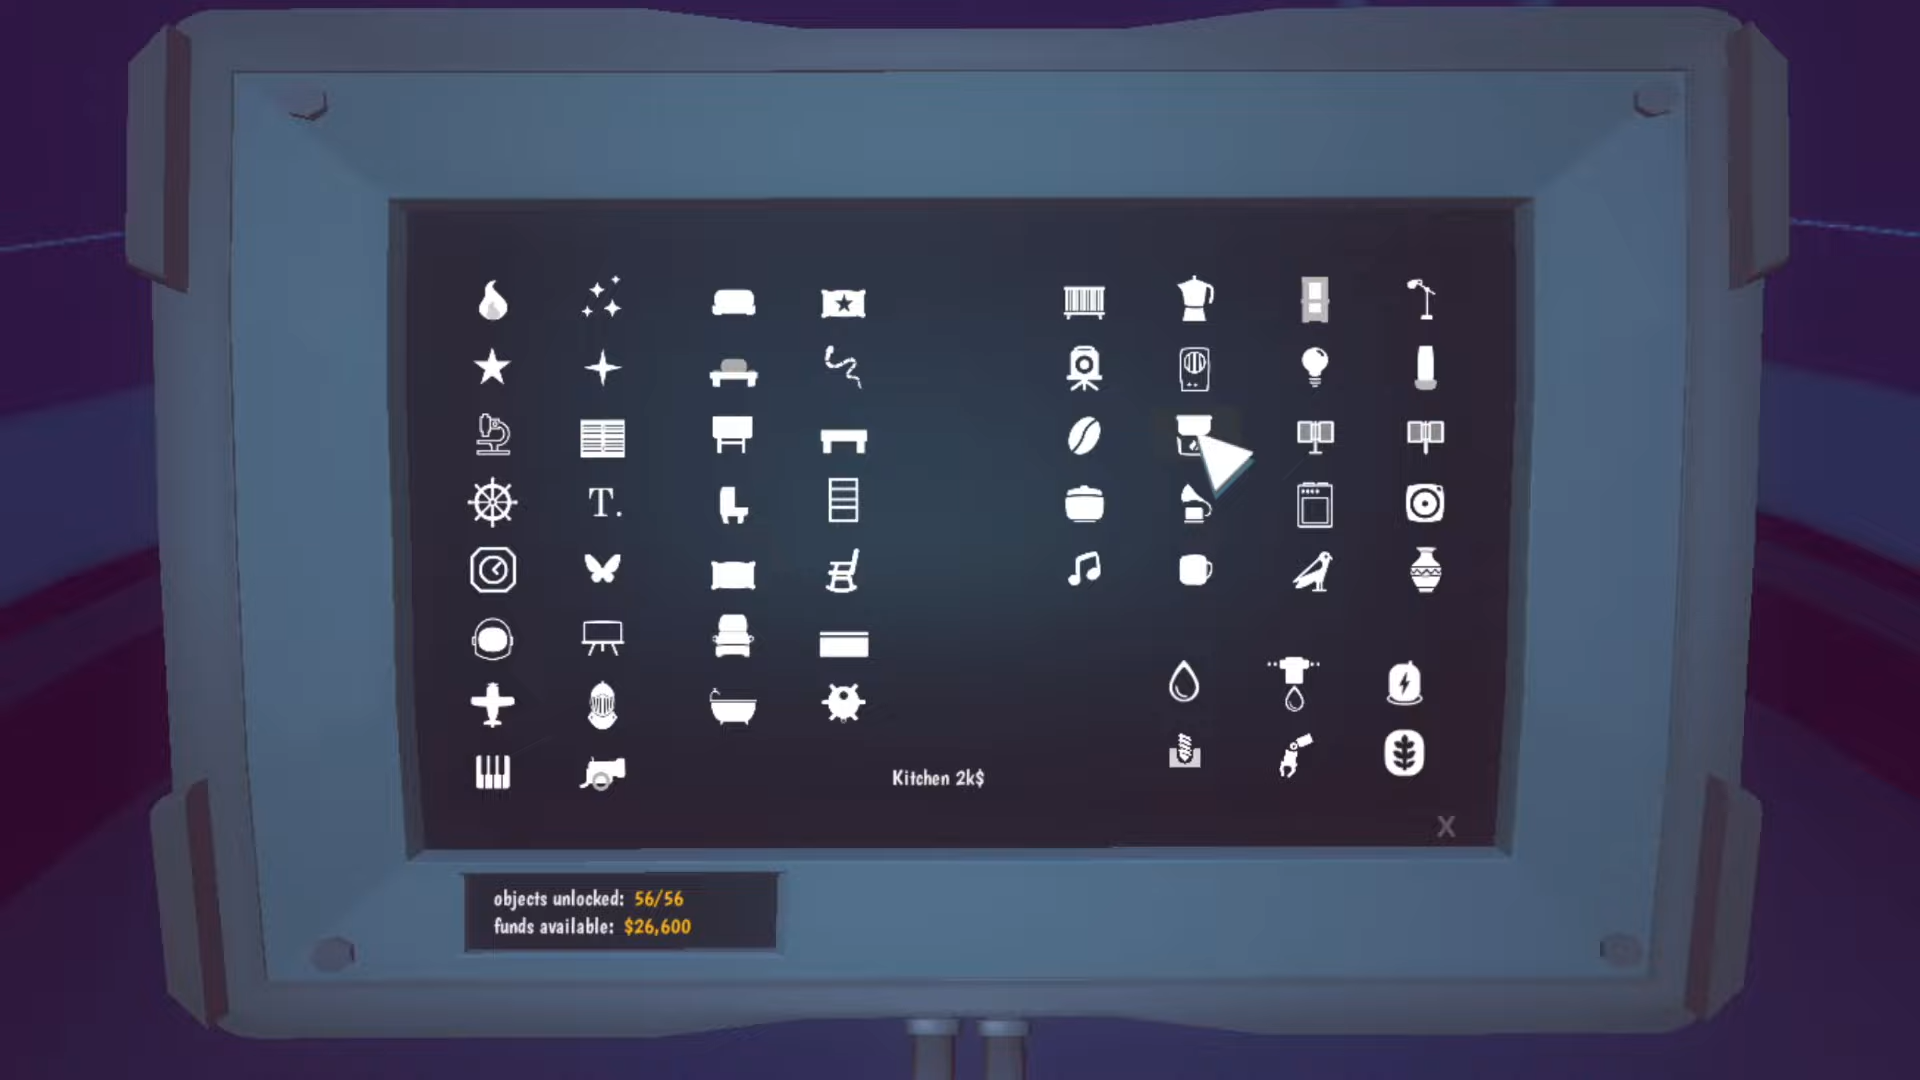 T.
Kitchen 2k$
X
objects unlocked: 56/56
funds available: $26,600